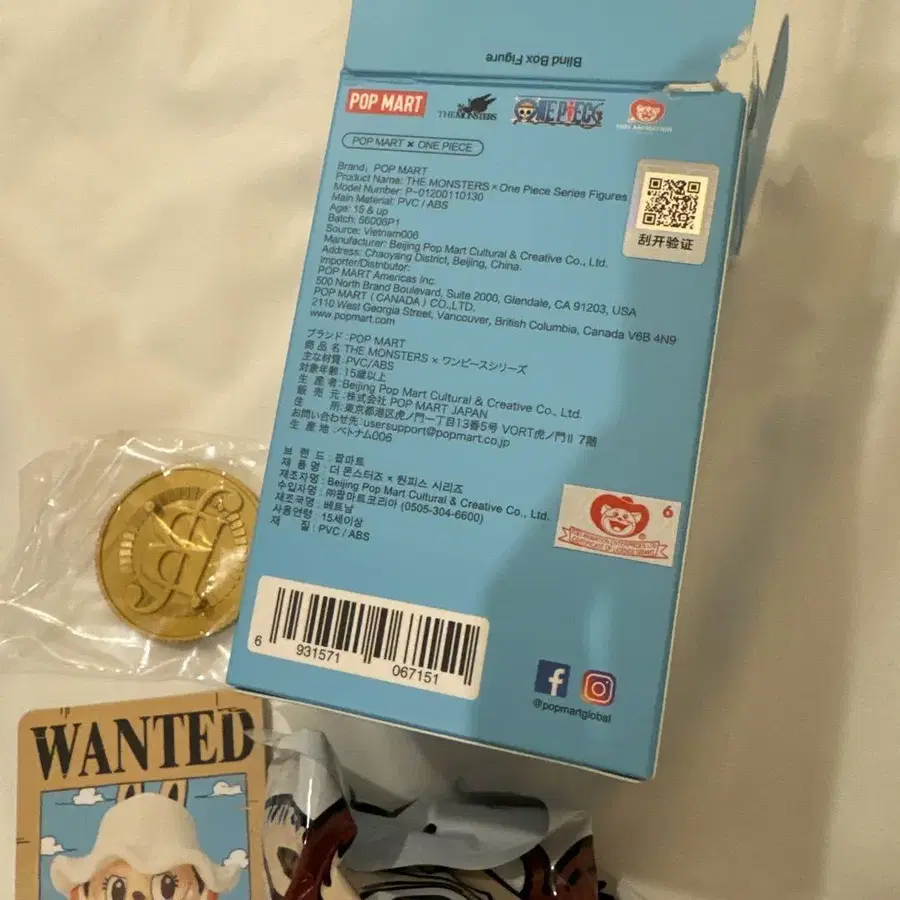 Blind Box Figure
POP MART
THE MONSTERS
ONE PIECE
TOEI ANIMATION
POP MART × ONE PIECE
Brand: POP MART
Product Name: THE MONSTERS × One Piece Series Figures
Model Number: P-01200110130
Main Material: PVC / ABS
Age: 15 & up
Batch: 56008P1
Source: Vietnam006
Manufacturer: Beijing Pop Mart Cultural & Creative Co., Ltd.
Address: Chaoyang District, Beijing, China.
Importer/Distributor:
POP MART Americas Inc.
500 North Brand Boulevard, Suite 2000, Glendale, CA 91203, USA
POP MART (CANADA) CO.,LTD.
2110 West Georgia Street, Vancouver, British Columbia, Canada V6B 4N9
www.popmart.com
刮开验证
ブランド:POP MART
商品名:THE MONSTERS × ワンピースシリーズ
主な材質:PVC/ABS
対象年齢:15歳以上
生産者:Beijing Pop Mart Cultural & Creative Co., Ltd.
販売元:株式会社 POP MART JAPAN
住所:東京都港区虎ノ門一丁目13番5号 VORT虎ノ門II 7階
お問い合わせ先:usersupport@popmart.co.jp
生産地:ベトナム006
브랜드:팝마트
제품명:더 몬스터즈 × 원피스 시리즈
제조자명:Beijing Pop Mart Cultural & Creative Co., Ltd.
수입자명:㈜팝마트코리아 (0505-304-6600)
제조국명:베트남
사용연령:15세이상
재질:PVC / ABS
6
TOEI ANIMATION ENTERPRISES LTD
CERTIFICATE OF LICENSE GRANT
6 931571 067151
@popmartglobal
WANTED